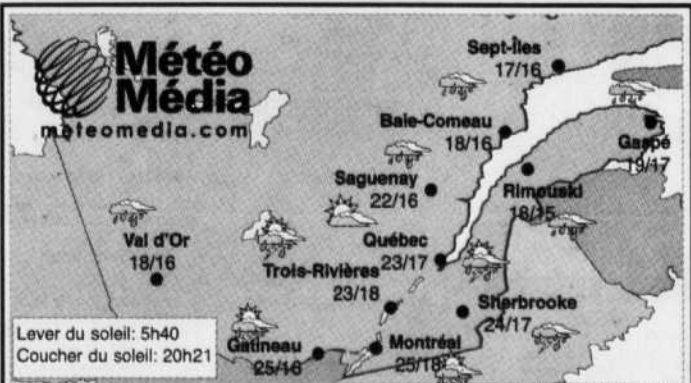 Météo
Média
meteomedia.com
Sept-Îles
17/16
Baie-Comeau
18/16
Gaspé
19/17
Saguenay
22/16
Rimouski
18/15
Val d'Or
18/16
Québec
23/17
Trois-Rivières
23/18
Sherbrooke
24/17
Lever du soleil: 5h40
Coucher du soleil: 20h21
Gatineau
25/16
Montréal
25/18